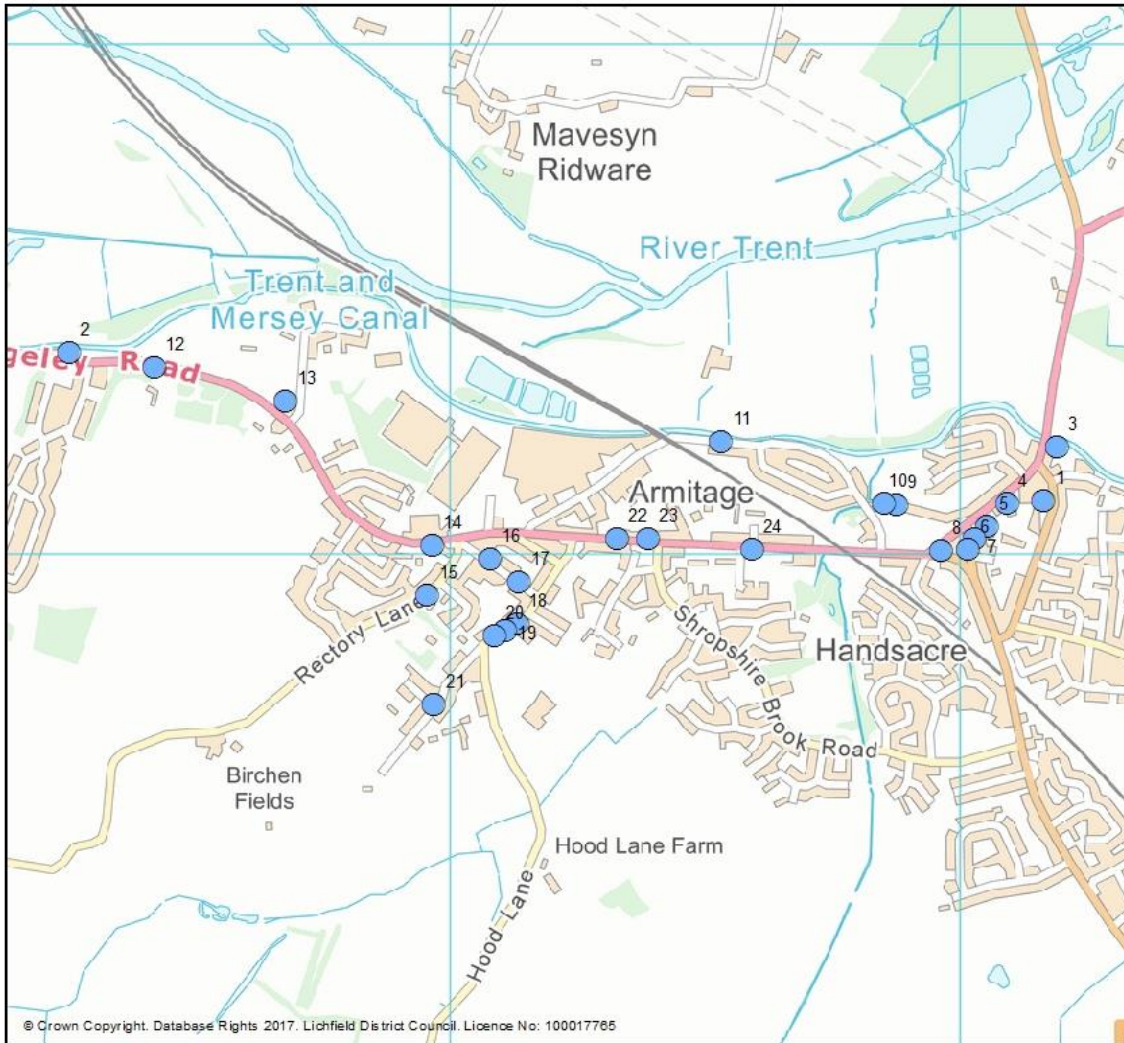 Mavesyn
Ridware
River Trent
Trent and
Mersey Canal
2
geley Road
12
13
11
3
Armitage
109
4
1
5
22
23
24
8
6
7
14
16
17
15
18
20
19
Rectory Lane
Shropshire Brook Road
Handsacre
21
Birchen
Fields
Hood Lane Farm
Hood Lane
© Crown Copyright. Database Rights 2017. Lichfield District Council. Licence No: 100017765